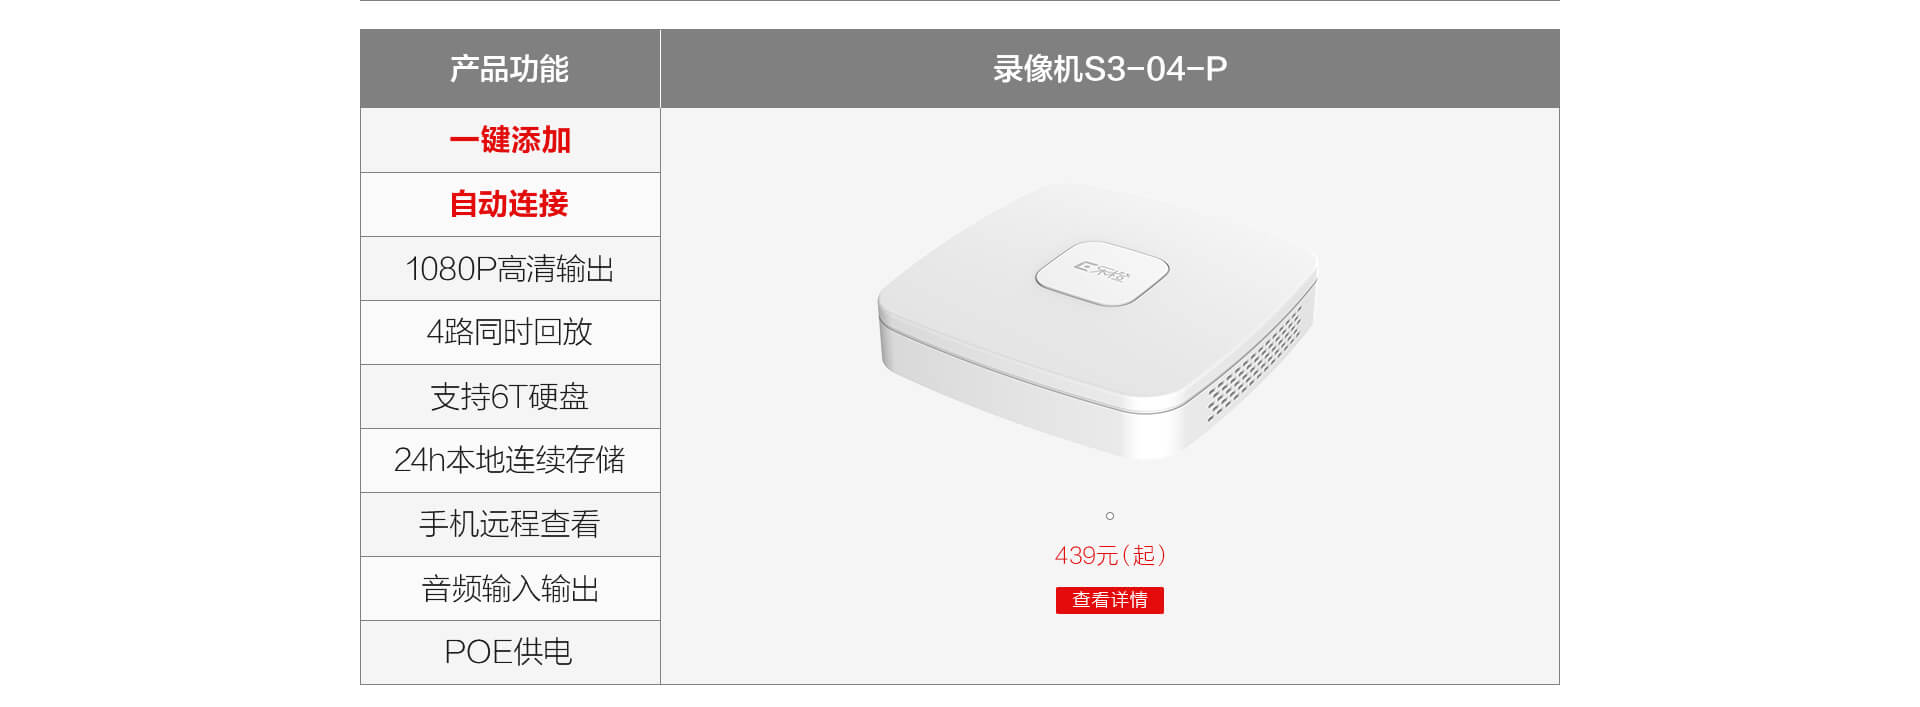 产品功能
录像机S3-04-P
一键添加
自动连接
1080P高清输出
4路同时回放
支持6T硬盘
24h本地连续存储
手机远程查看
音频输入输出
POE供电
乐橙
439元(起)
查看详情